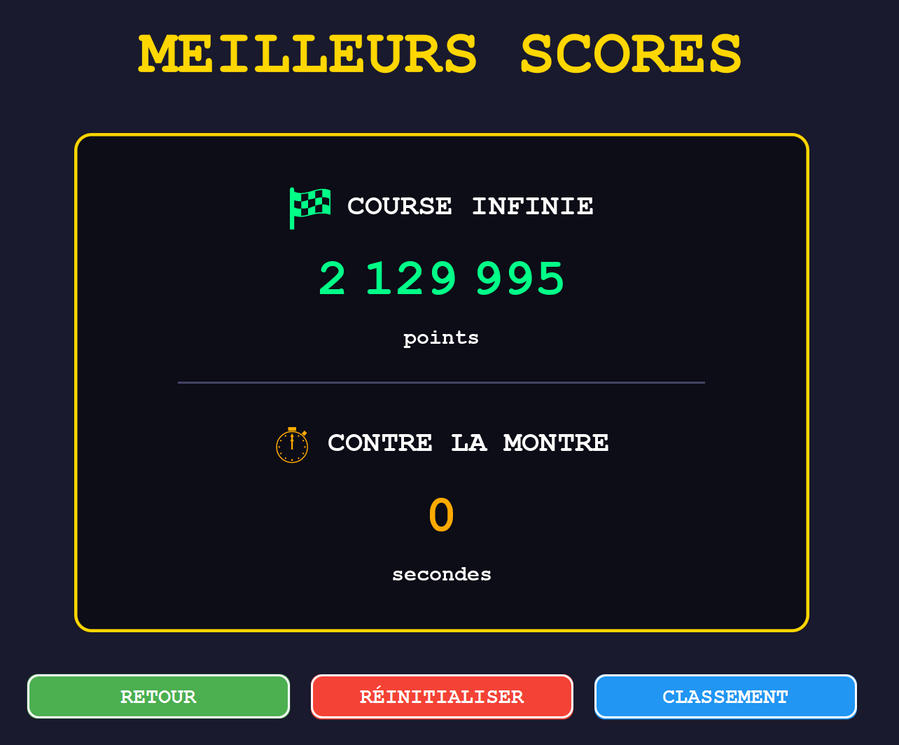 MEILLEURS SCORES
COURSE INFINIE
2 129 995
points
CONTRE LA MONTRE
0
secondes
RETOUR
RÉINITIALISER
CLASSEMENT